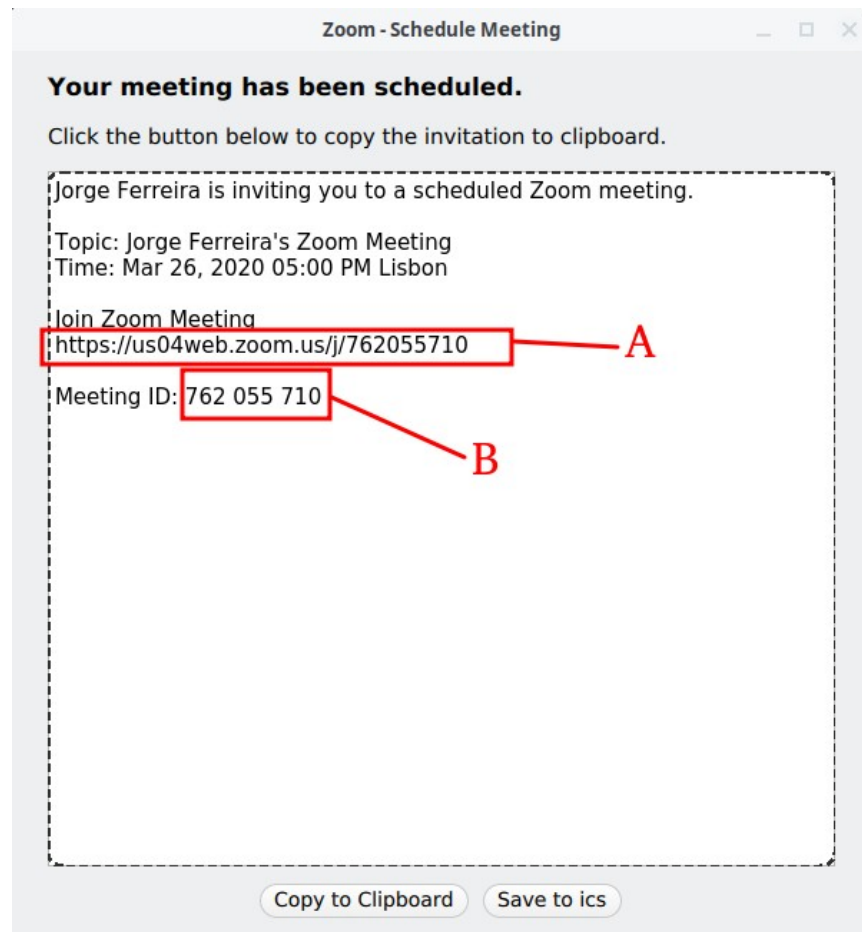 Zoom - Schedule Meeting
Your meeting has been scheduled.
Click the button below to copy the invitation to clipboard.
Jorge Ferreira is inviting you to a scheduled Zoom meeting.
Topic: Jorge Ferreira's Zoom Meeting
Time: Mar 26, 2020 05:00 PM Lisbon
Join Zoom Meeting
https://us04web.zoom.us/j/762055710
A
Meeting ID: 762 055 710
B
Copy to Clipboard Save to ics